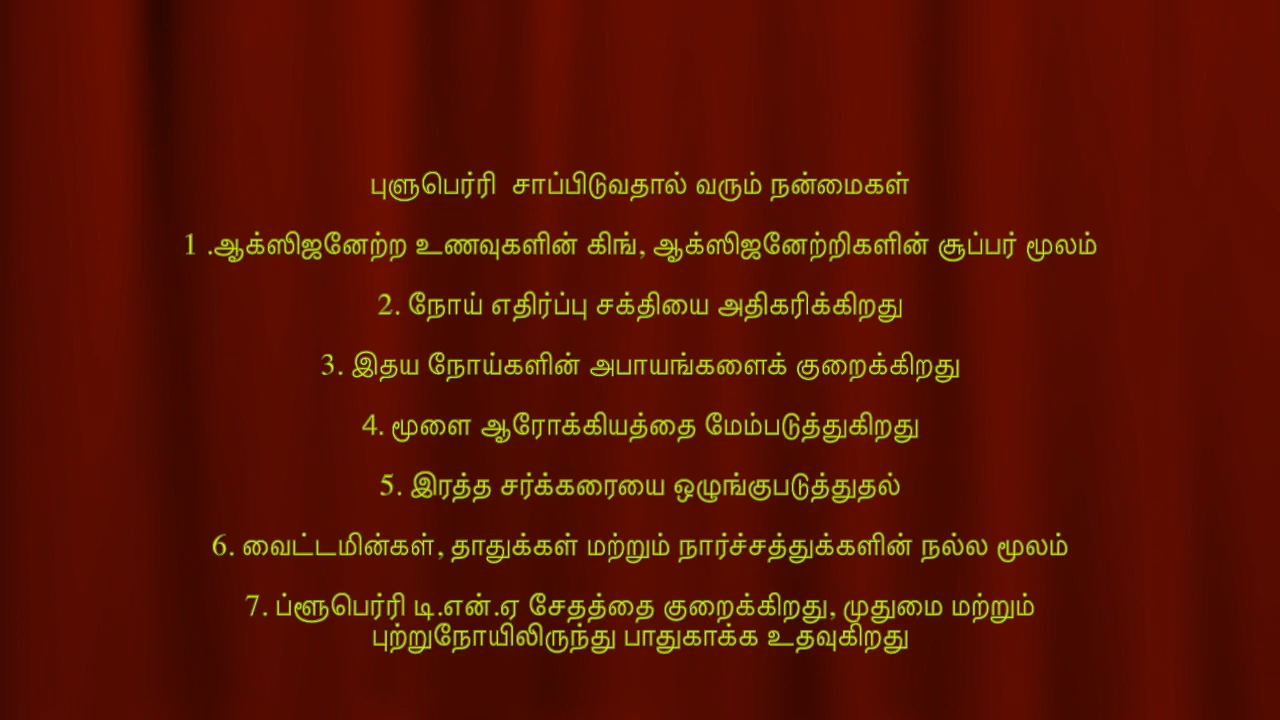 புளுபெர்ரி சாப்பிடுவதால் வரும் நன்மைகள்
1 .ஆக்ஸிஜனேற்ற உணவுகளின் கிங், ஆக்ஸிஜனேற்றிகளின் சூப்பர் மூலம்
2. நோய் எதிர்ப்பு சக்தியை அதிகரிக்கிறது
3. இதய நோய்களின் அபாயங்களைக் குறைக்கிறது
4. மூளை ஆரோக்கியத்தை மேம்படுத்துகிறது
5. இரத்த சர்க்கரையை ஒழுங்குபடுத்துதல்
6. வைட்டமின்கள், தாதுக்கள் மற்றும் நார்ச்சத்துக்களின் நல்ல மூலம்
7. ப்ளூபெர்ரி டி.என்.ஏ சேதத்தை குறைக்கிறது, முதுமை மற்றும்
புற்றுநோயிலிருந்து பாதுகாக்க உதவுகிறது